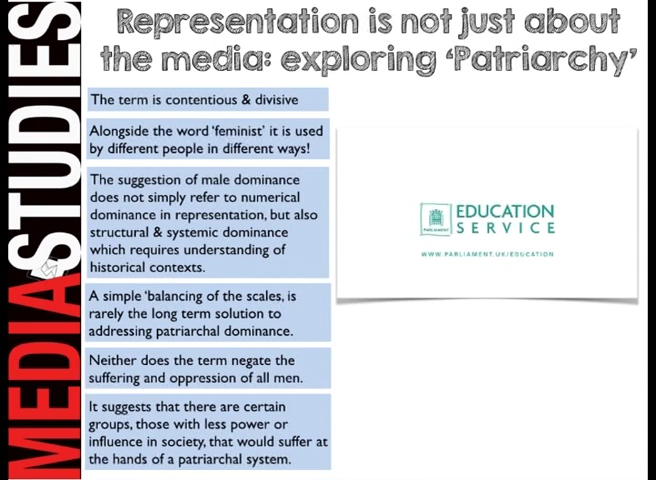 Representation is not just about
the media: exploring ‘Patriarchy’
MEDIASTUDIES
The term is contentious & divisive
Alongside the word ‘feminist’ it is used
by different people in different ways!
The suggestion of male dominance
does not simply refer to numerical
dominance in representation, but also
structural & systemic dominance
which requires understanding of
historical contexts.
A simple ‘balancing of the scales, is
rarely the long term solution to
addressing patriarchal dominance.
Neither does the term negate the
suffering and oppression of all men.
It suggests that there are certain
groups, those with less power or
influence in society, that would suffer at
the hands of a patriarchal system.
PARLIAMENT
EDUCATION
SERVICE
WWW.PARLIAMENT.UK/EDUCATION